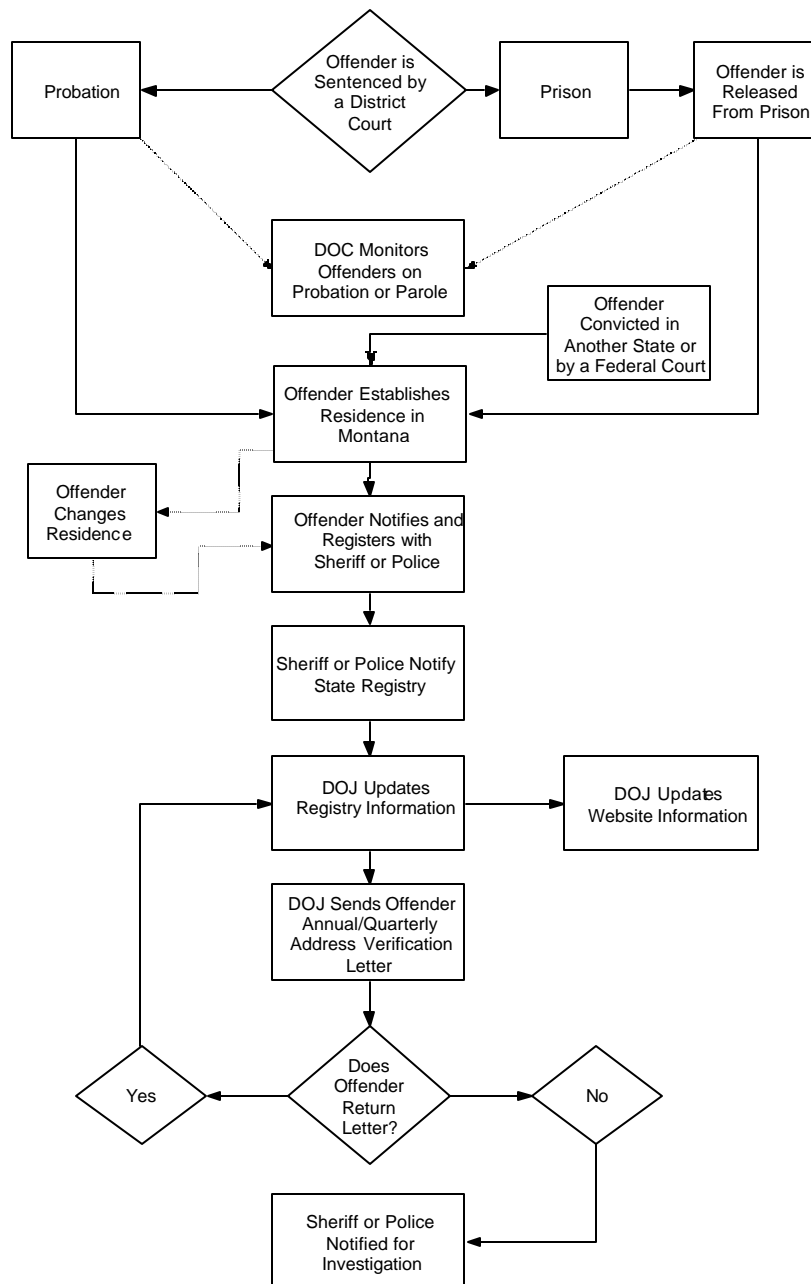 Offender is
Sentenced by
a District
Court
Probation
Prison
Offender is
Released
From Prison
DOC Monitors
Offenders on
Probation or Parole
Offender
Convicted in
Another State or
by a Federal Court
Offender Establishes
Residence in
Montana
Offender
Changes
Residence
Offender Notifies and
Registers with
Sheriff or Police
Sheriff or Police Notify
State Registry
DOJ Updates
Registry Information
DOJ Updates
Website Information
DOJ Sends Offender
Annual/Quarterly
Address Verification
Letter
Does
Offender
Return
Letter?
Yes
No
Sheriff or Police
Notified for
Investigation